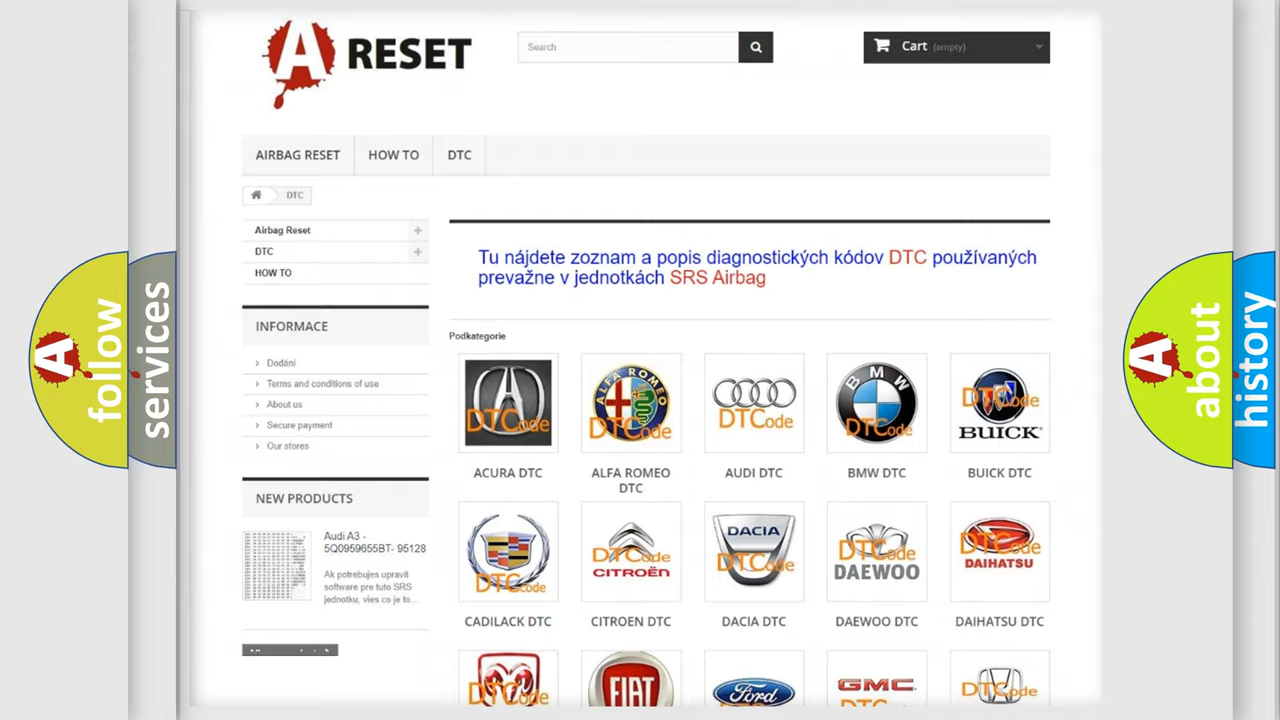 A RESET
Search
Cart (empty)
AIRBAG RESET
HOW TO
DTC
DTC
Airbag Reset
DTC
HOW TO
INFORMACE
Dodání
Terms and conditions of use
About us
Secure payment
Our stores
NEW PRODUCTS
Audi A3 -
5Q0959655BT- 95128
Ak potrebujes upravit
software pre tuto SRS
jednotku, vies co je to...
Tu nájdete zoznam a popis diagnostických kódov DTC používaných
prevažne v jednotkách SRS Airbag
Podkategorie
DTCode
ALFA ROMEO
DTCode
DTCode
BMW
DTCode
DTCode
BUICK
ACURA DTC
ALFA ROMEO
DTC
AUDI DTC
BMW DTC
BUICK DTC
DTCode
DTCode
CITROËN
DACIA
DTCode
DTCode
DAEWOO
DTCode
DAIHATSU
CADILACK DTC
CITROEN DTC
DACIA DTC
DAEWOO DTC
DAIHATSU DTC
DTCode
FIAT
Ford
GMC
DTCode
A follow
services
A about
history